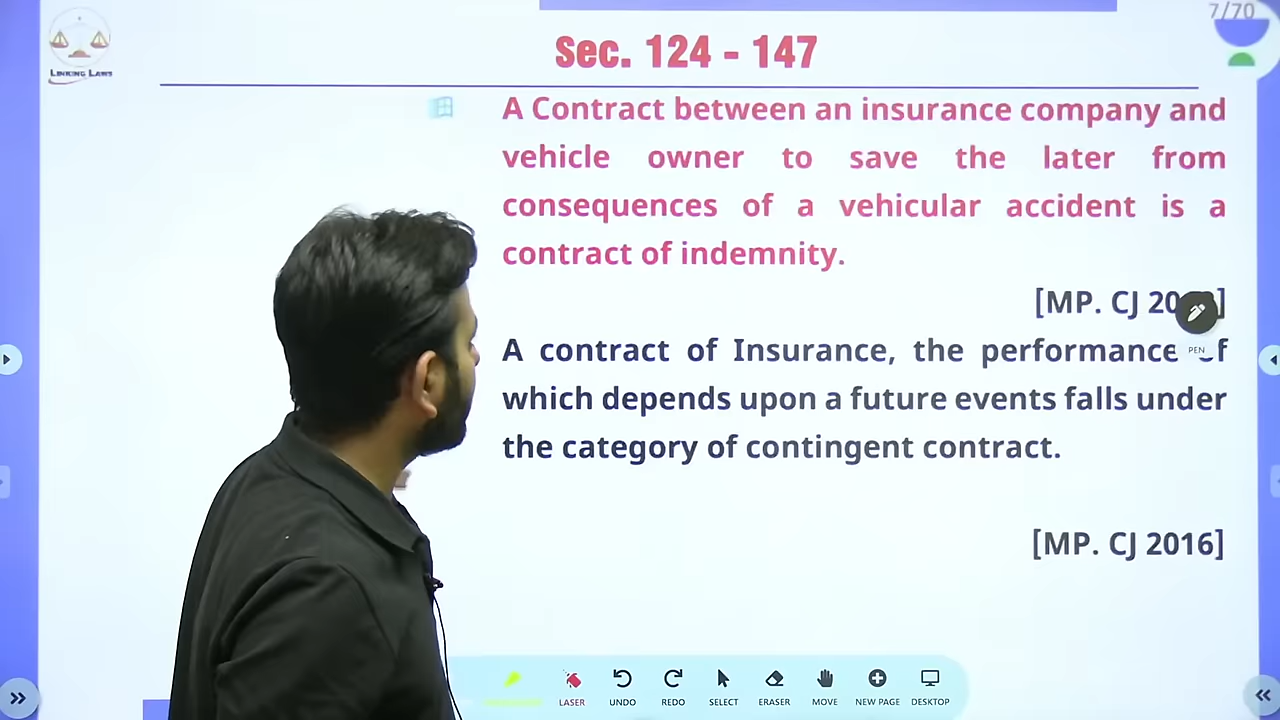 7/70
LINKING LAWS
Sec. 124 - 147
A Contract between an insurance company and
vehicle owner to save the later from
consequences of a vehicular accident is a
contract of indemnity.
[MP. CJ
A contract of Insurance, the performance of
PEN
which depends upon a future events falls under
the category of contingent contract.
[MP. CJ 2016]
LASER
UNDO
REDO
SELECT
ERASER
MOVE
NEW PAGE
DESKTOP